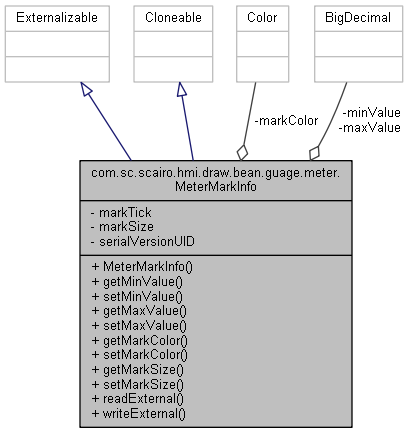 Externalizable
Cloneable
Color
BigDecimal
-markColor
-minValue
-maxValue
com.sc.scairo.hmi.draw.bean.guage.meter.
MeterMarkInfo
- markTick
- markSize
- serialVersionUID
+ MeterMarkInfo()
+ getMinValue()
+ setMinValue()
+ getMaxValue()
+ setMaxValue()
+ getMarkColor()
+ setMarkColor()
+ getMarkSize()
+ setMarkSize()
+ readExternal()
+ writeExternal()